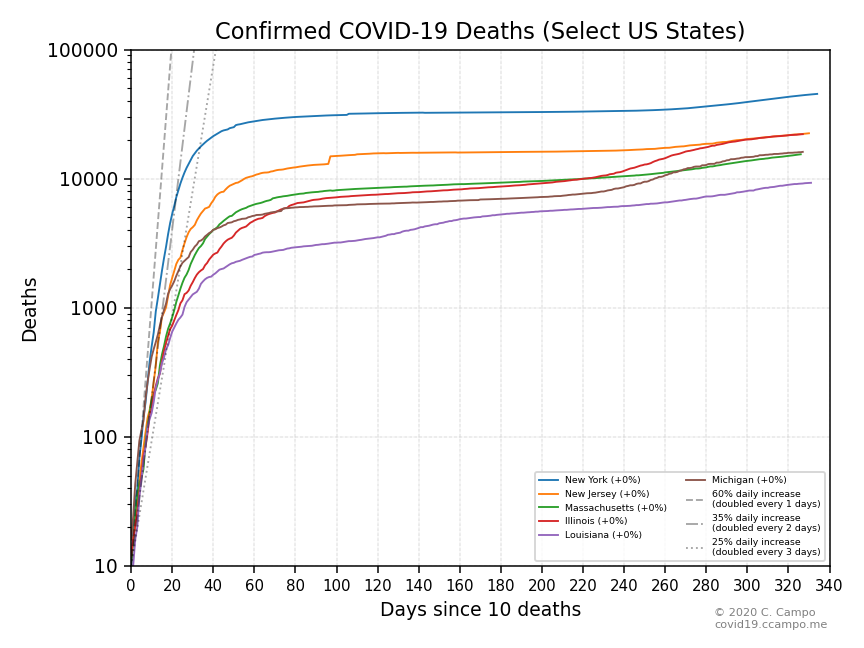 Confirmed COVID-19 Deaths (Select US States)
100000
10000
1000
100
10
Deaths
0 20 40 60 80 100 120 140 160 180 200 220 240 260 280 300 320 340
Days since 10 deaths
New York (+0%)
New Jersey (+0%)
Massachusetts (+0%)
Illinois (+0%)
Louisiana (+0%)
Michigan (+0%)
60% daily increase
(doubled every 1 days)
35% daily increase
(doubled every 2 days)
25% daily increase
(doubled every 3 days)
© 2020 C. Campo
covid19.ccampo.me